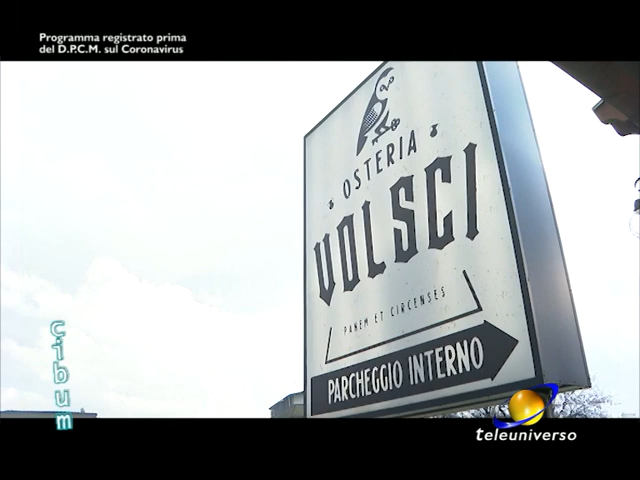 Programma registrato prima
del D.P.C.M. sul Coronavirus
OSTERIA
VOLSCI
PANEM ET CIRCENSES
PARCHEGGIO INTERNO
cibum
teleuniverso